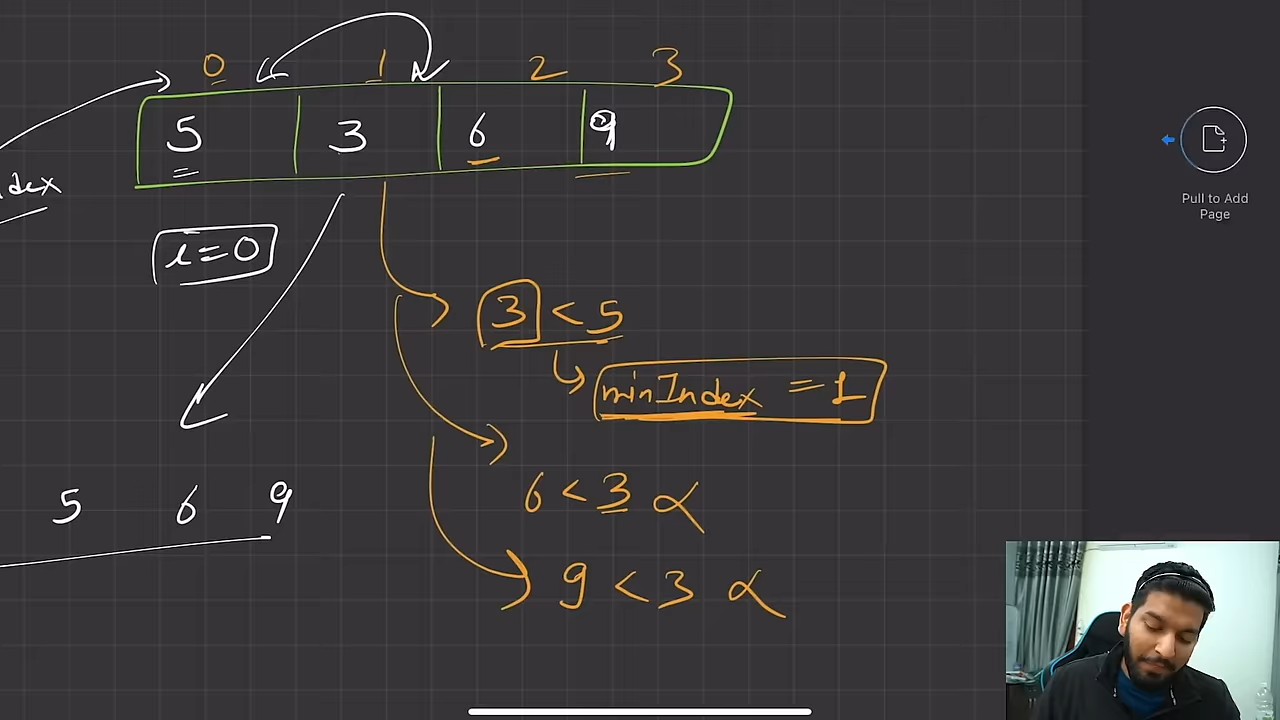 0 1 2 3
5 3 6 9
dex
i=0
3 < 5
minIndex = 1
6 < 3
5 6 9
9 < 3
Pull to Add
Page